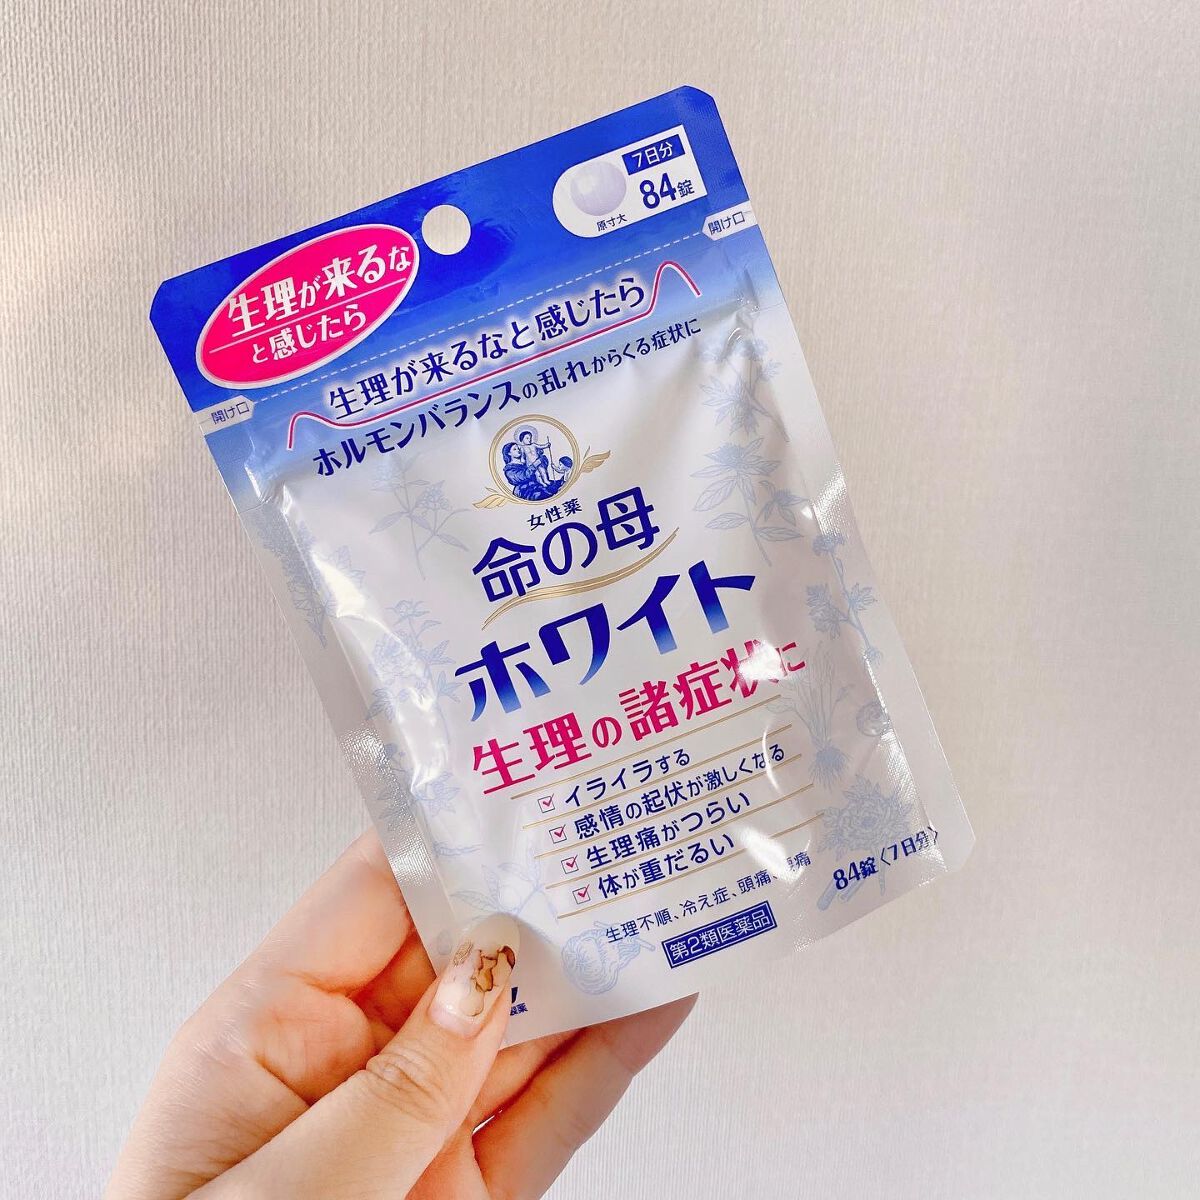 7日分
84錠
原寸大
開け口
生理が来るな
と感じたら
開け口
生理が来るなと感じたら
ホルモンバランスの乱れからくる症状に
女性薬
命の母
ホワイト
生理の諸症状に
イライラする
感情の起伏が激しくなる
生理痛がつらい
体が重だるい
84錠〈7日分〉
生理不順、冷え症、頭痛、腰痛
第2類医薬品
製薬